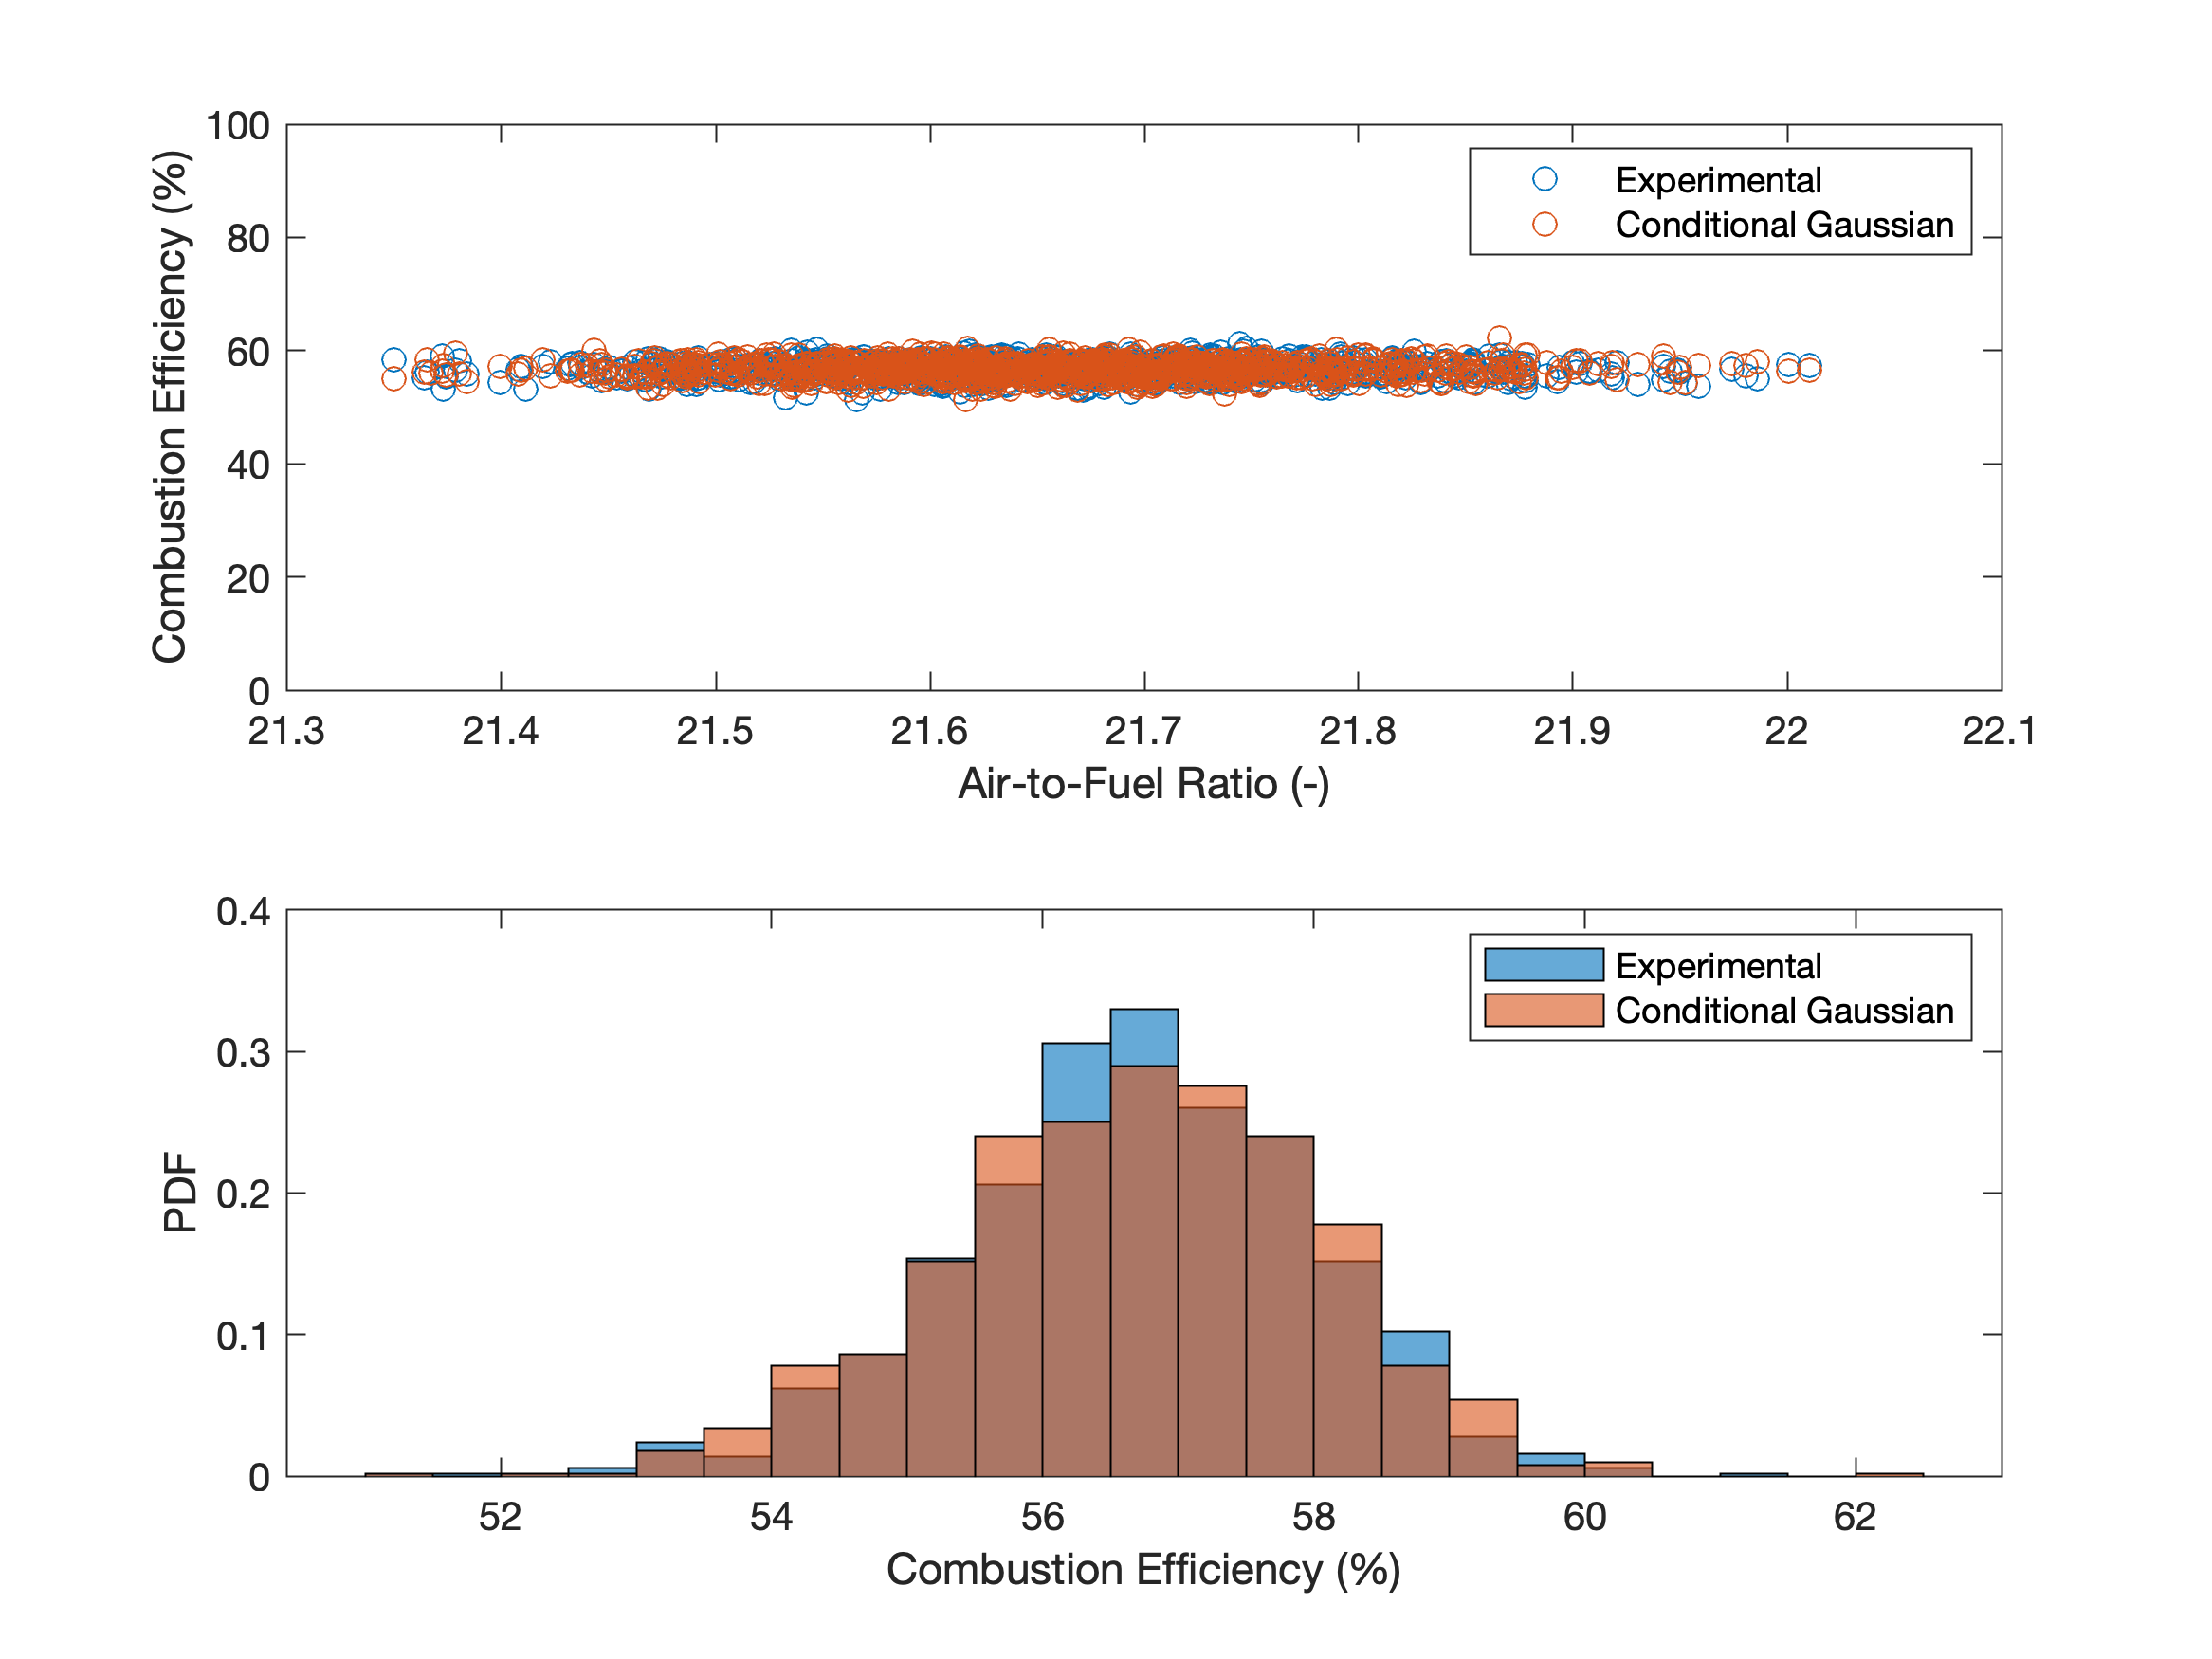 100
80
60
40
20
0
Combustion Efficiency (%)
Experimental
Conditional Gaussian
21.3 21.4 21.5 21.6 21.7 21.8 21.9 22 22.1
Air-to-Fuel Ratio (-)
0.4
0.3
0.2
0.1
0
PDF
Experimental
Conditional Gaussian
52 54 56 58 60 62
Combustion Efficiency (%)